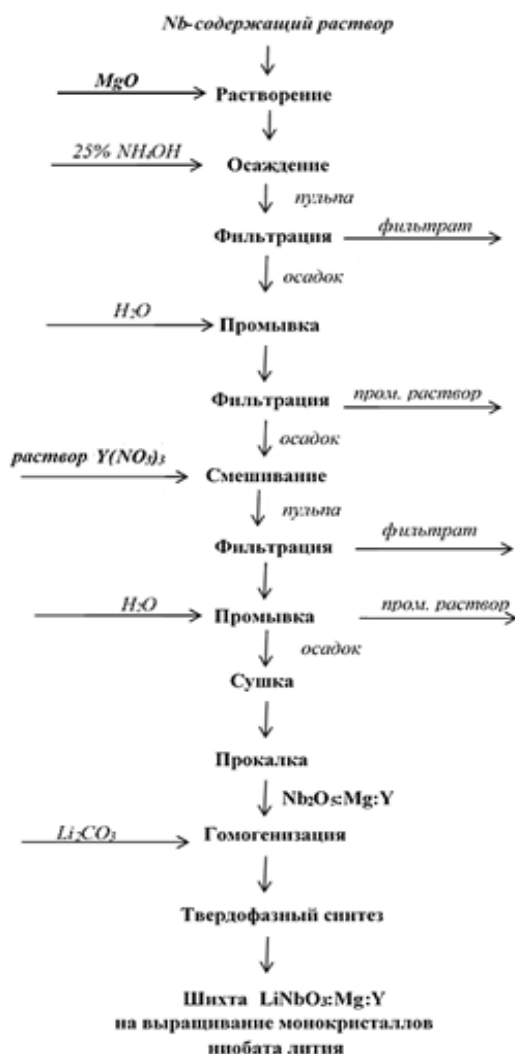 Nb-содержащий раствор
MgO
Растворение
25% NH₄OH
Осаждение
пульпа
Фильтрация
фильтрат
осадок
H₂O
Промывка
Фильтрация
пром. раствор
осадок
раствор Y(NO₃)₃
Смешивание
пульпа
Фильтрация
фильтрат
H₂O
Промывка
пром. раствор
осадок
Сушка
Прокалка
Nb₂O₅:Mg:Y
Li₂CO₃
Гомогенизация
Твердофазный синтез
Шихта LiNbO₃:Mg:Y
на выращивание монокристаллов
ниобата лития